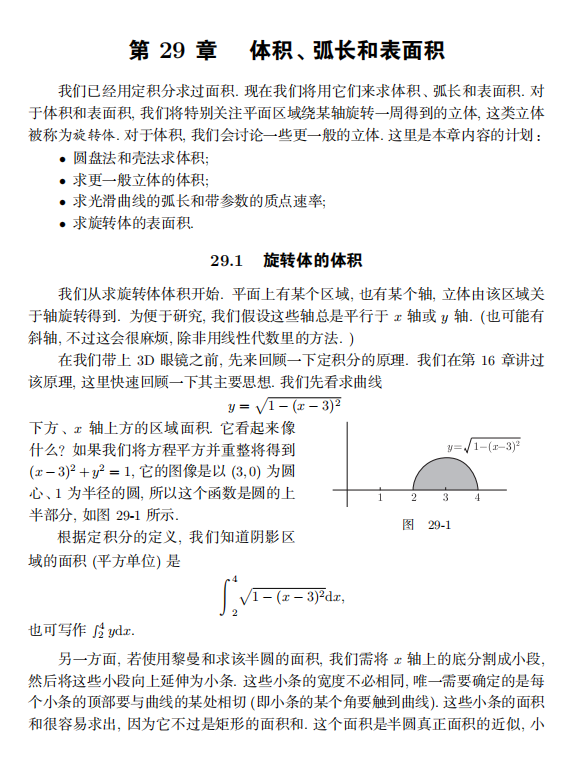 第 29 章 体积、弧长和表面积
我们已经用定积分求过面积. 现在我们将用它们来求体积、弧长和表面积. 对
于体积和表面积, 我们将特别关注平面区域绕某轴旋转一周得到的立体, 这类立体
被称为旋转体. 对于体积, 我们会讨论一些更一般的立体. 这里是本章内容的计划：
• 圆盘法和壳法求体积;
• 求更一般立体的体积;
• 求光滑曲线的弧长和带参数的质点速率;
• 求旋转体的表面积.
29.1 旋转体的体积
我们从求旋转体体积开始. 平面上有某个区域, 也有某个轴, 立体由该区域关
于轴旋转得到. 为便于研究, 我们假设这些轴总是平行于 x 轴或 y 轴. (也可能有
斜轴, 不过这会很麻烦, 除非用线性代数里的方法. )
在我们带上 3D 眼镜之前, 先来回顾一下定积分的原理. 我们在第 16 章讲过
该原理, 这里快速回顾一下其主要思想. 我们先看求曲线
y = √(1 − (x − 3)²)
下方、x 轴上方的区域面积. 它看起来像
什么? 如果我们将方程平方并重整将得到
(x − 3)² + y² = 1, 它的图像是以 (3, 0) 为圆
心、1 为半径的圆, 所以这个函数是圆的上
半部分, 如图 29-1 所示.
根据定积分的定义, 我们知道阴影区
域的面积 (平方单位) 是
y=√(1−(x−3)²)
1 2 3 4
图 29-1
∫₂⁴ √(1 − (x − 3)²)dx,
也可写作 ∫₂⁴ ydx.
另一方面, 若使用黎曼和求该半圆的面积, 我们需将 x 轴上的底分割成小段,
然后将这些小段向上延伸为小条. 这些小条的宽度不必相同, 唯一需要确定的是每
个小条的顶部要与曲线的某处相切 (即小条的某个角要触到曲线). 这些小条的面积
和很容易求出, 因为它不过是矩形的面积和. 这个面积是半圆真正面积的近似, 小